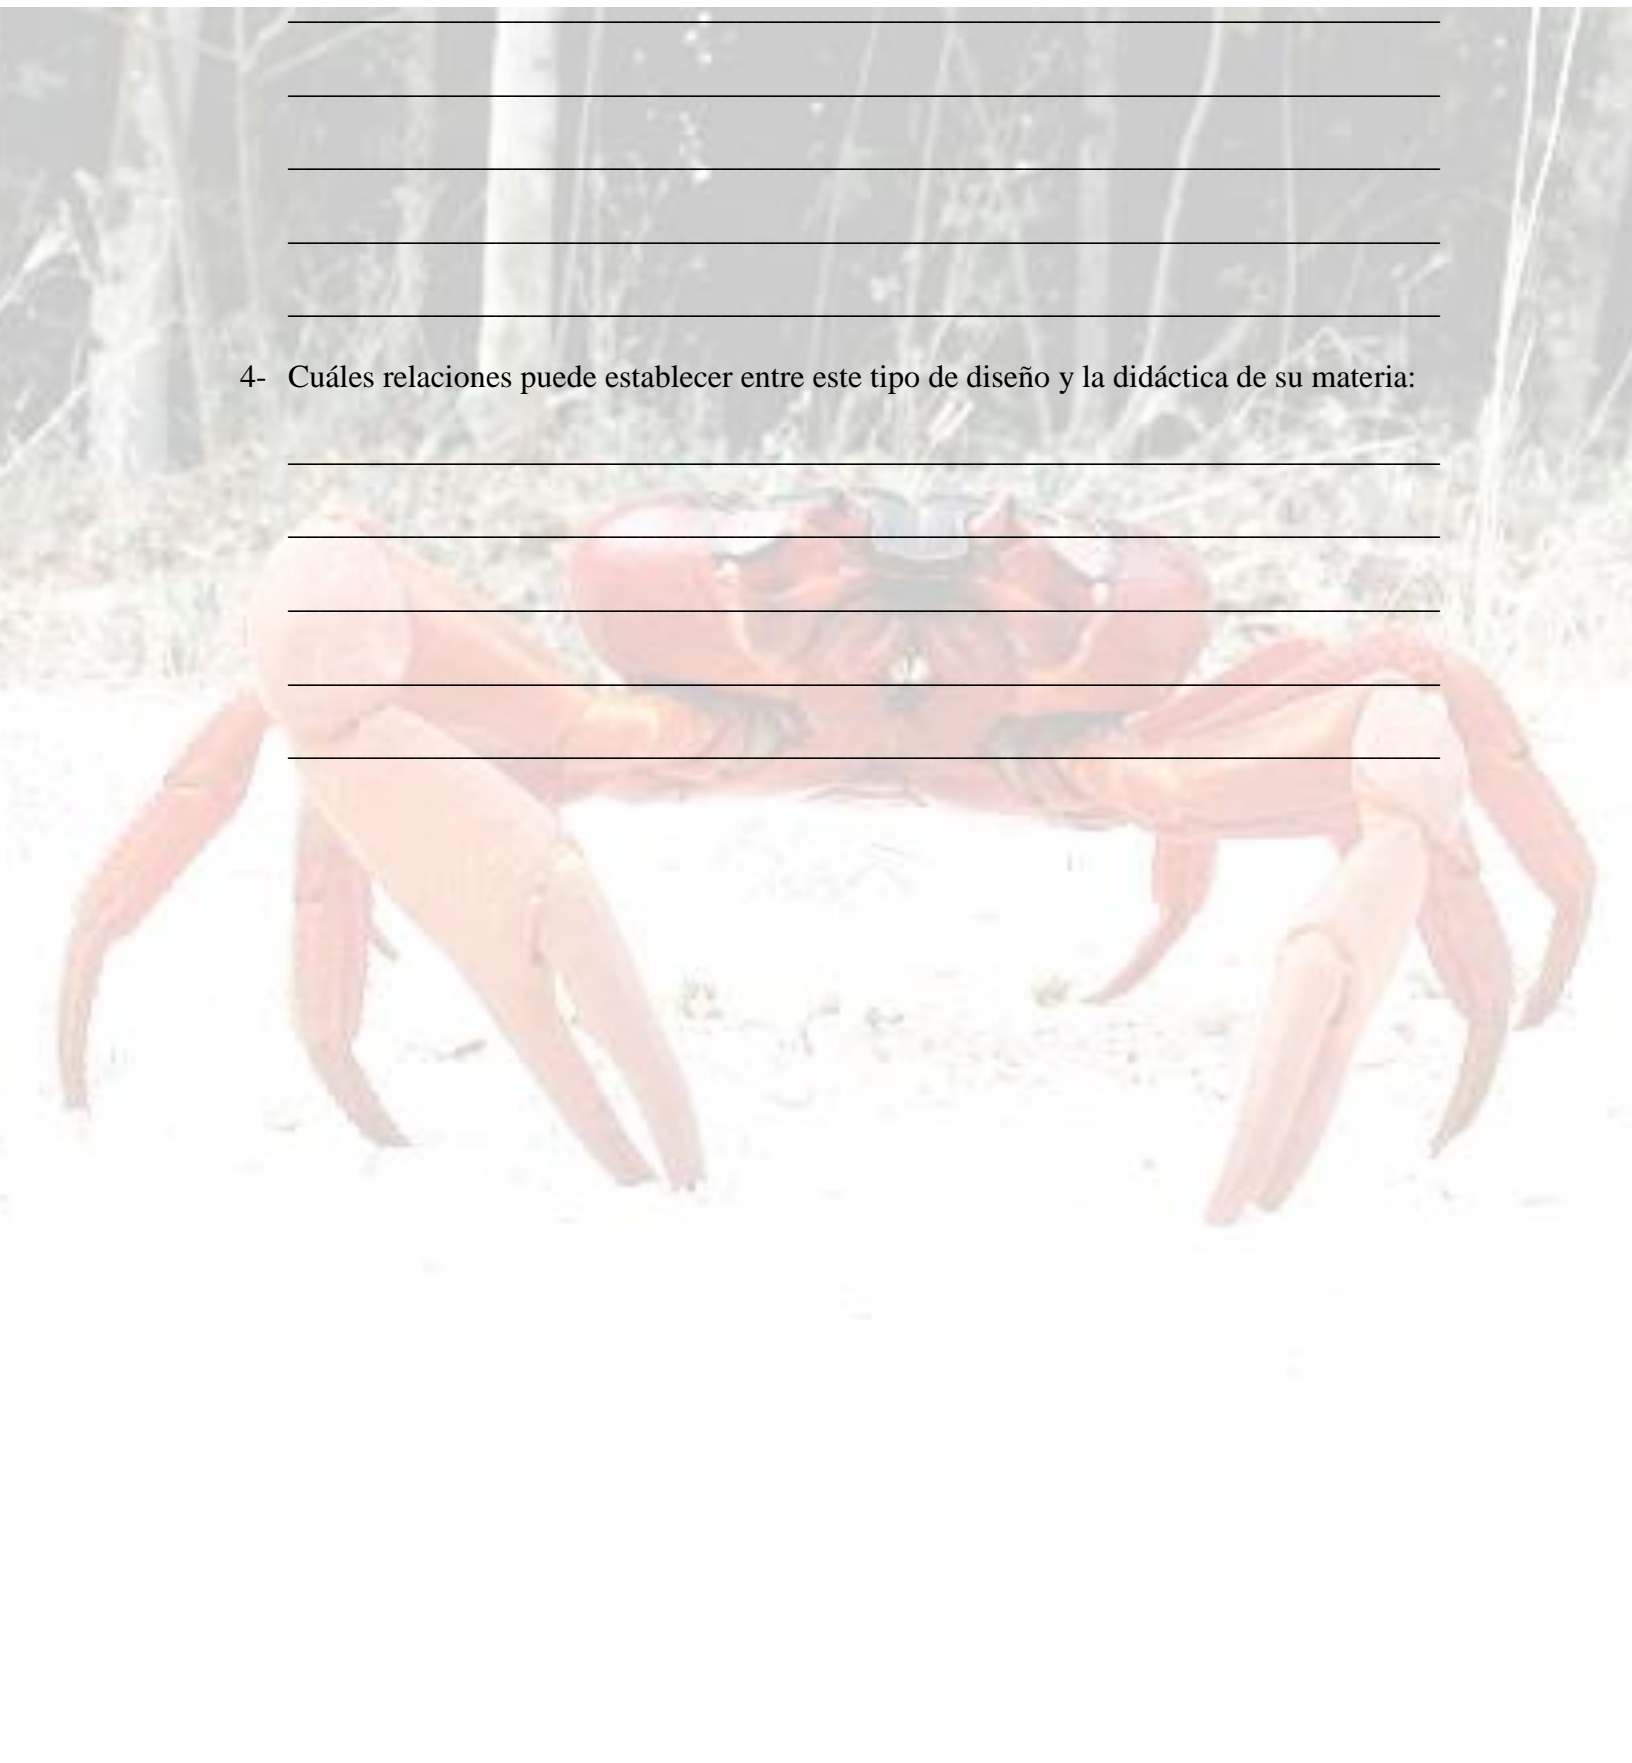 4- Cuáles relaciones puede establecer entre este tipo de diseño y la didáctica de su materia: